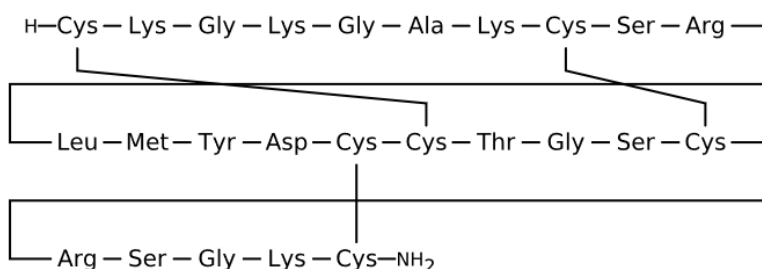 H—Cys—Lys—Gly—Lys—Gly—Ala—Lys—Cys—Ser—Arg—
—Leu—Met—Tyr—Asp—Cys—Cys—Thr—Gly—Ser—Cys—
—Arg—Ser—Gly—Lys—Cys—NH₂